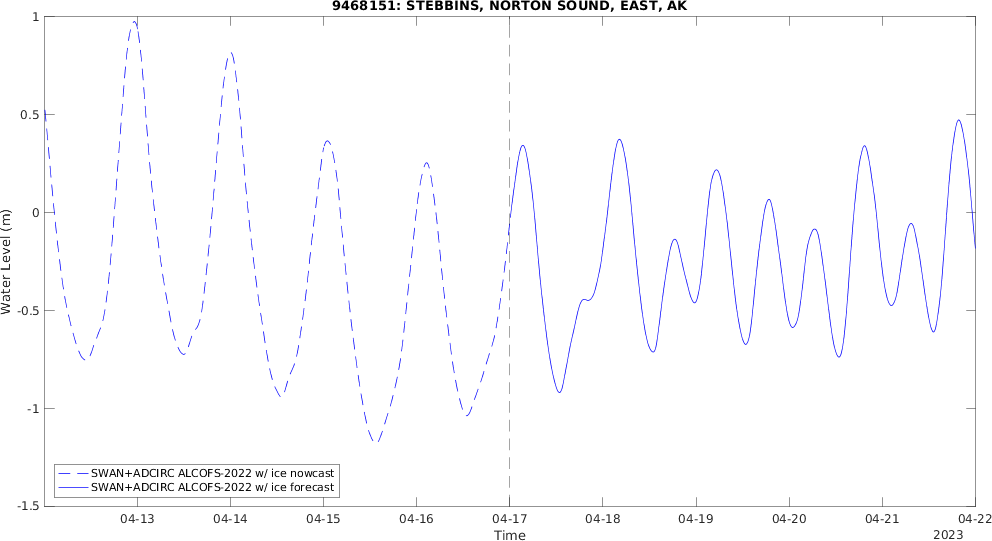 9468151: STEBBINS, NORTON SOUND, EAST, AK
Water Level (m)
1
0.5
0
-0.5
-1
-1.5
SWAN+ADCIRC ALCOFS-2022 w/ ice nowcast
SWAN+ADCIRC ALCOFS-2022 w/ ice forecast
04-13 04-14 04-15 04-16 04-17 04-18 04-19 04-20 04-21 04-22
Time
2023